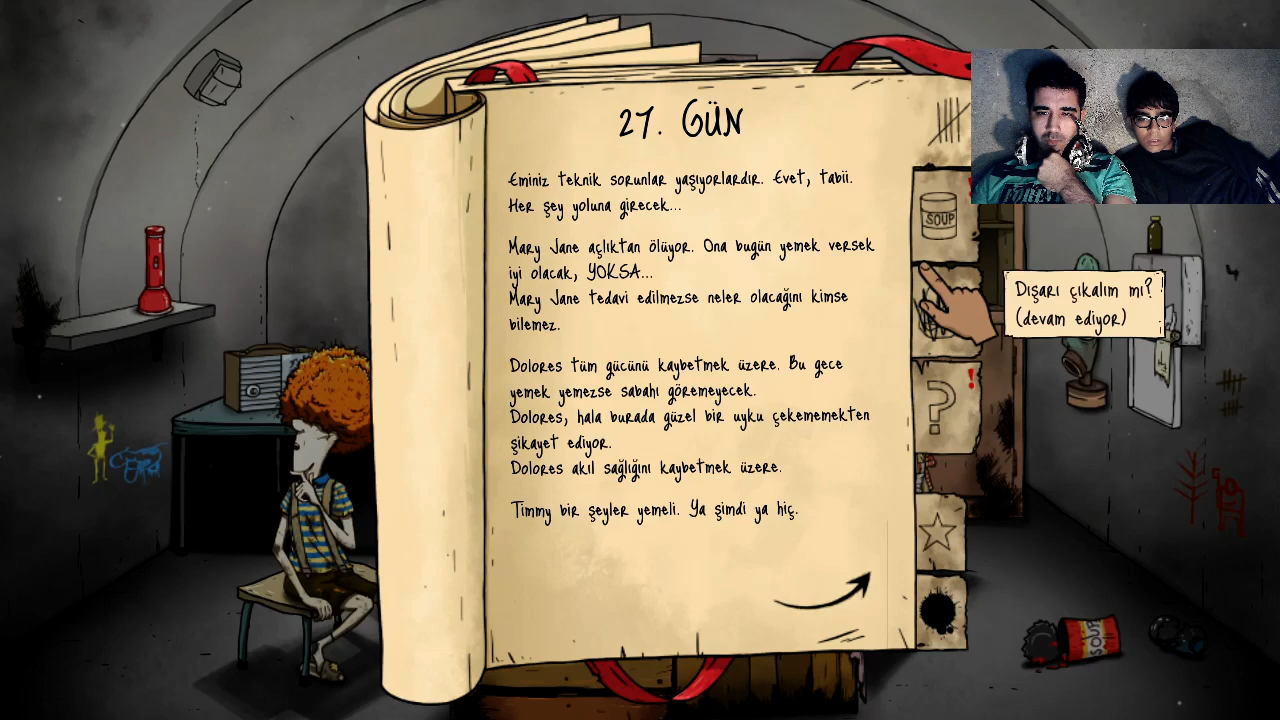 27. GÜN
Eminiz teknik sorunlar yaşıyorlardır. Evet, tabii.
Her şey yoluna girecek...
Mary Jane açlıktan ölüyor. Ona bugün yemek versek
iyi olacak, YOKSA...
Mary Jane tedavi edilmezse neler olacağını kimse
bilemez.
Dolores tüm gücünü kaybetmek üzere. Bu gece
yemek yemezse sabahı göremeyecek.
Dolores, hala burada güzel bir uyku çekememekten
şikayet ediyor.
Dolores akıl sağlığını kaybetmek üzere.
Timmy bir şeyler yemeli. Ya şimdi ya hiç.
SOUP
?
!
Dışarı çıkalım mı?
(devam ediyor)
SOUP